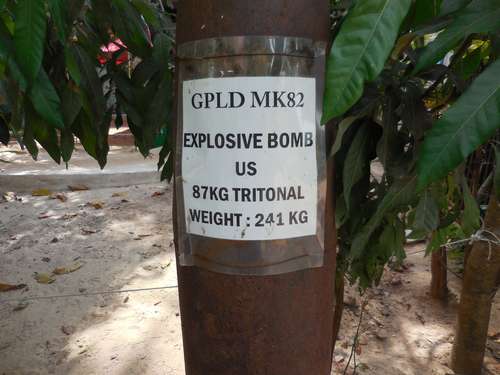 GPLD MK82
EXPLOSIVE BOMB
US
87KG TRITONAL
WEIGHT : 241 KG